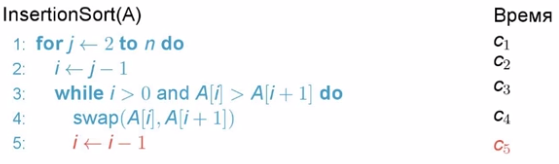 InsertionSort(A) Время
1: for j ← 2 to n do c₁
2: i ← j − 1 c₂
3: while i > 0 and A[i] > A[i + 1] do c₃
4: swap(A[i], A[i + 1]) c₄
5: i ← i − 1 c₅